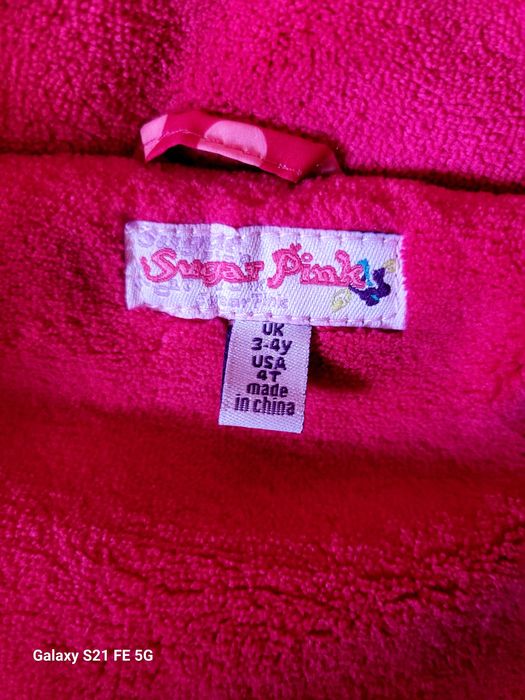 Sugar Pink
UK
3-4y
USA
4T
made
in china
Galaxy S21 FE 5G